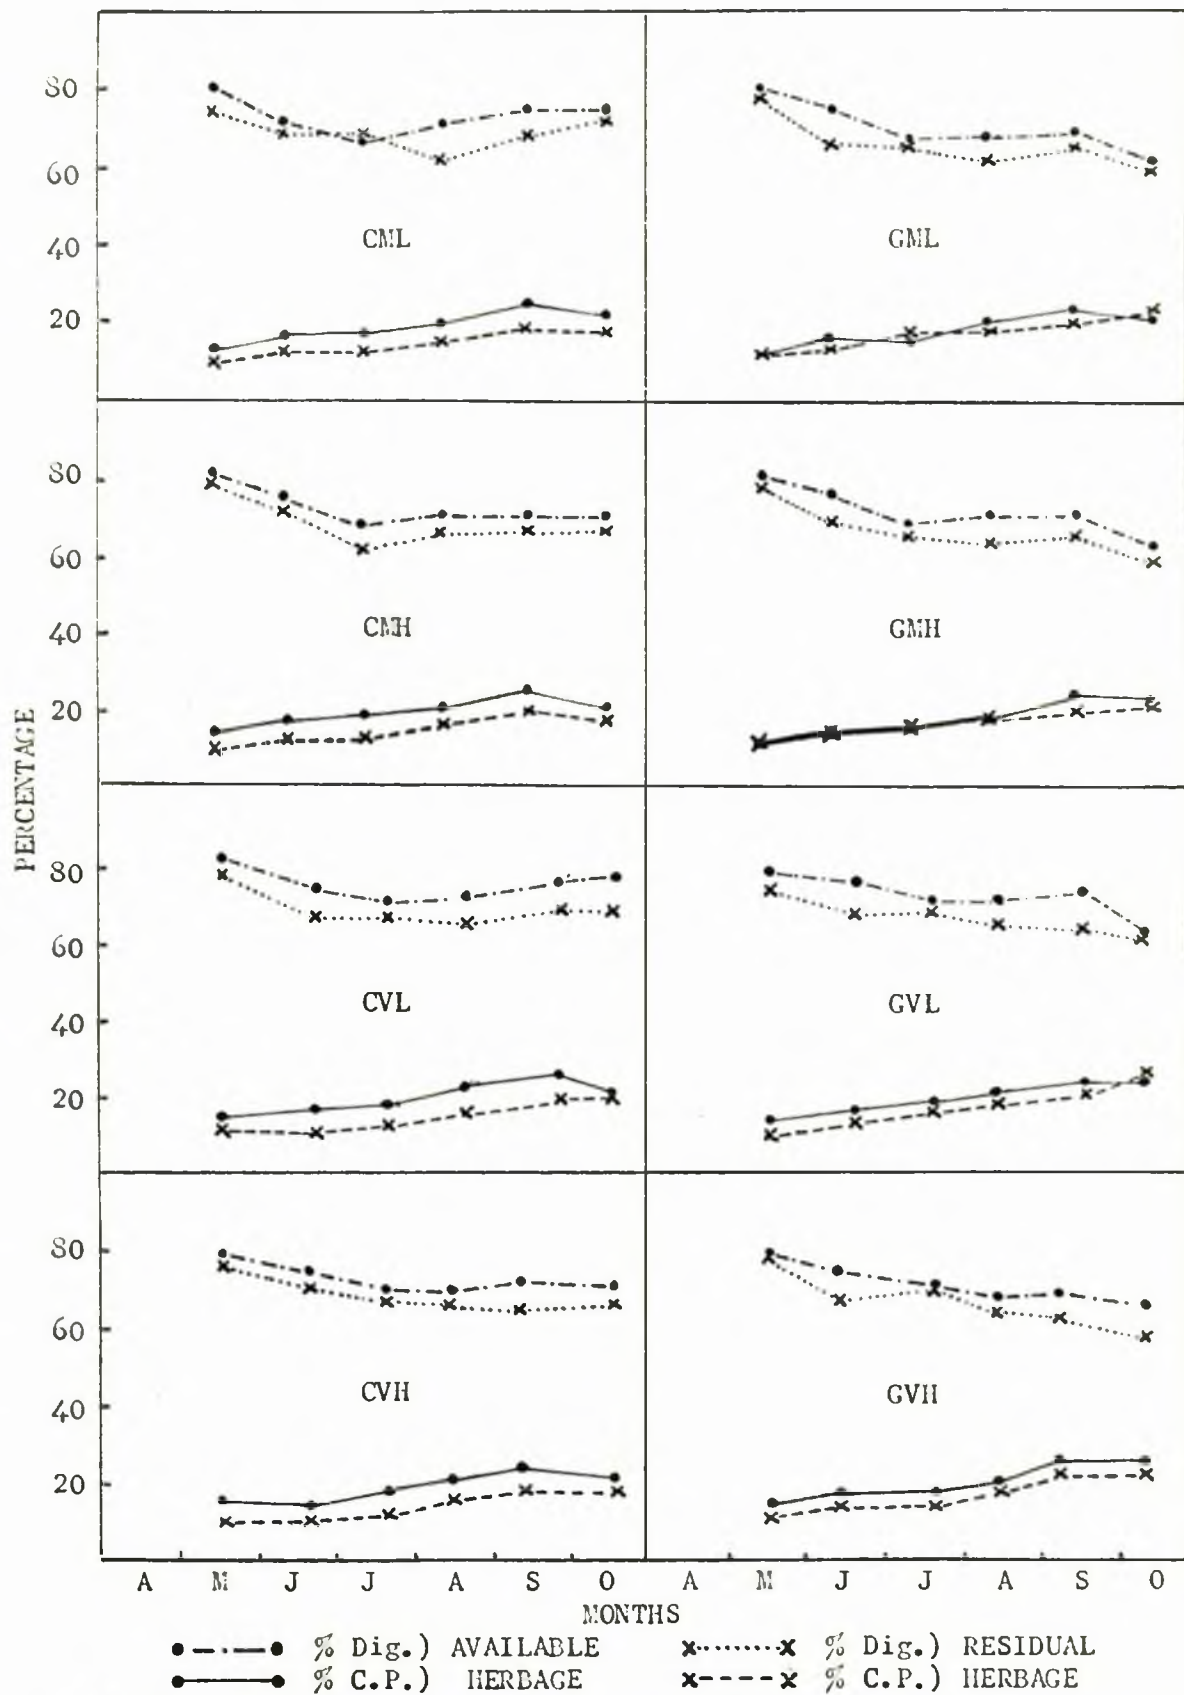 80
60
40
20
CML
GML
80
60
40
20
CMH
GMH
PERCENTAGE
80
60
40
20
CVL
GVL
80
60
40
20
CVH
GVH
A M J J A S O A M J J A S O
MONTHS
% Dig.) AVAILABLE % Dig.) RESIDUAL
% C.P.) HERBAGE % C.P.) HERBAGE